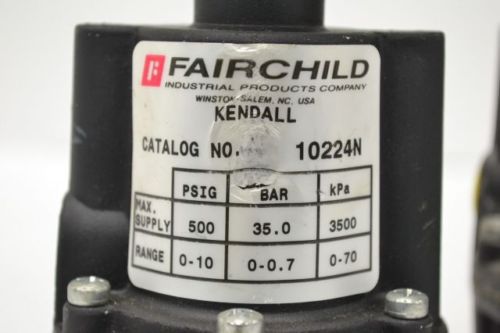 FAIRCHILD
INDUSTRIAL PRODUCTS COMPANY
WINSTON-SALEM, NC, USA
KENDALL
CATALOG NO. 10224N
PSIG BAR kPa
MAX. SUPPLY 500 35.0 3500
RANGE 0-10 0-0.7 0-70